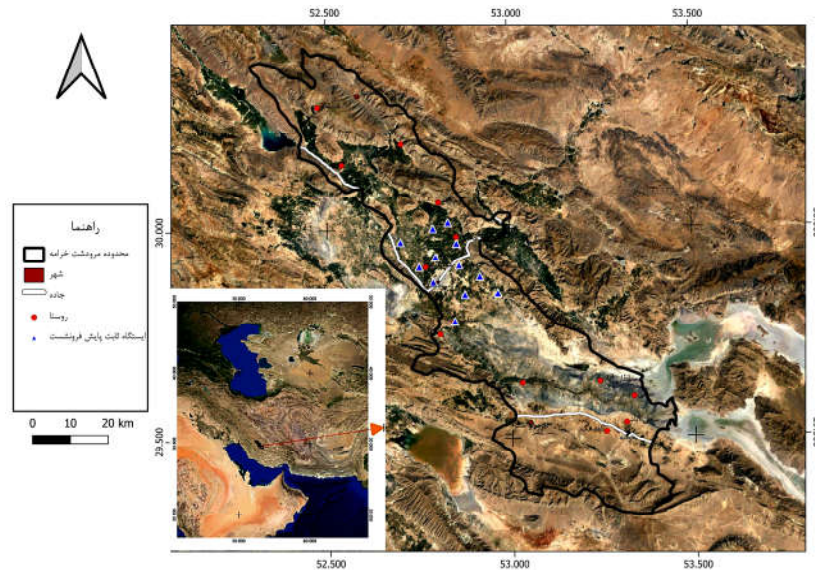 52.500 53.000 53.500
30.000
29.500
راهنما
محدوده مرودشت خرامه
شهر
جاده
روستا
ایستگاه ثابت پایش فرونشست
0 10 20 km
52.500 53.000 53.500